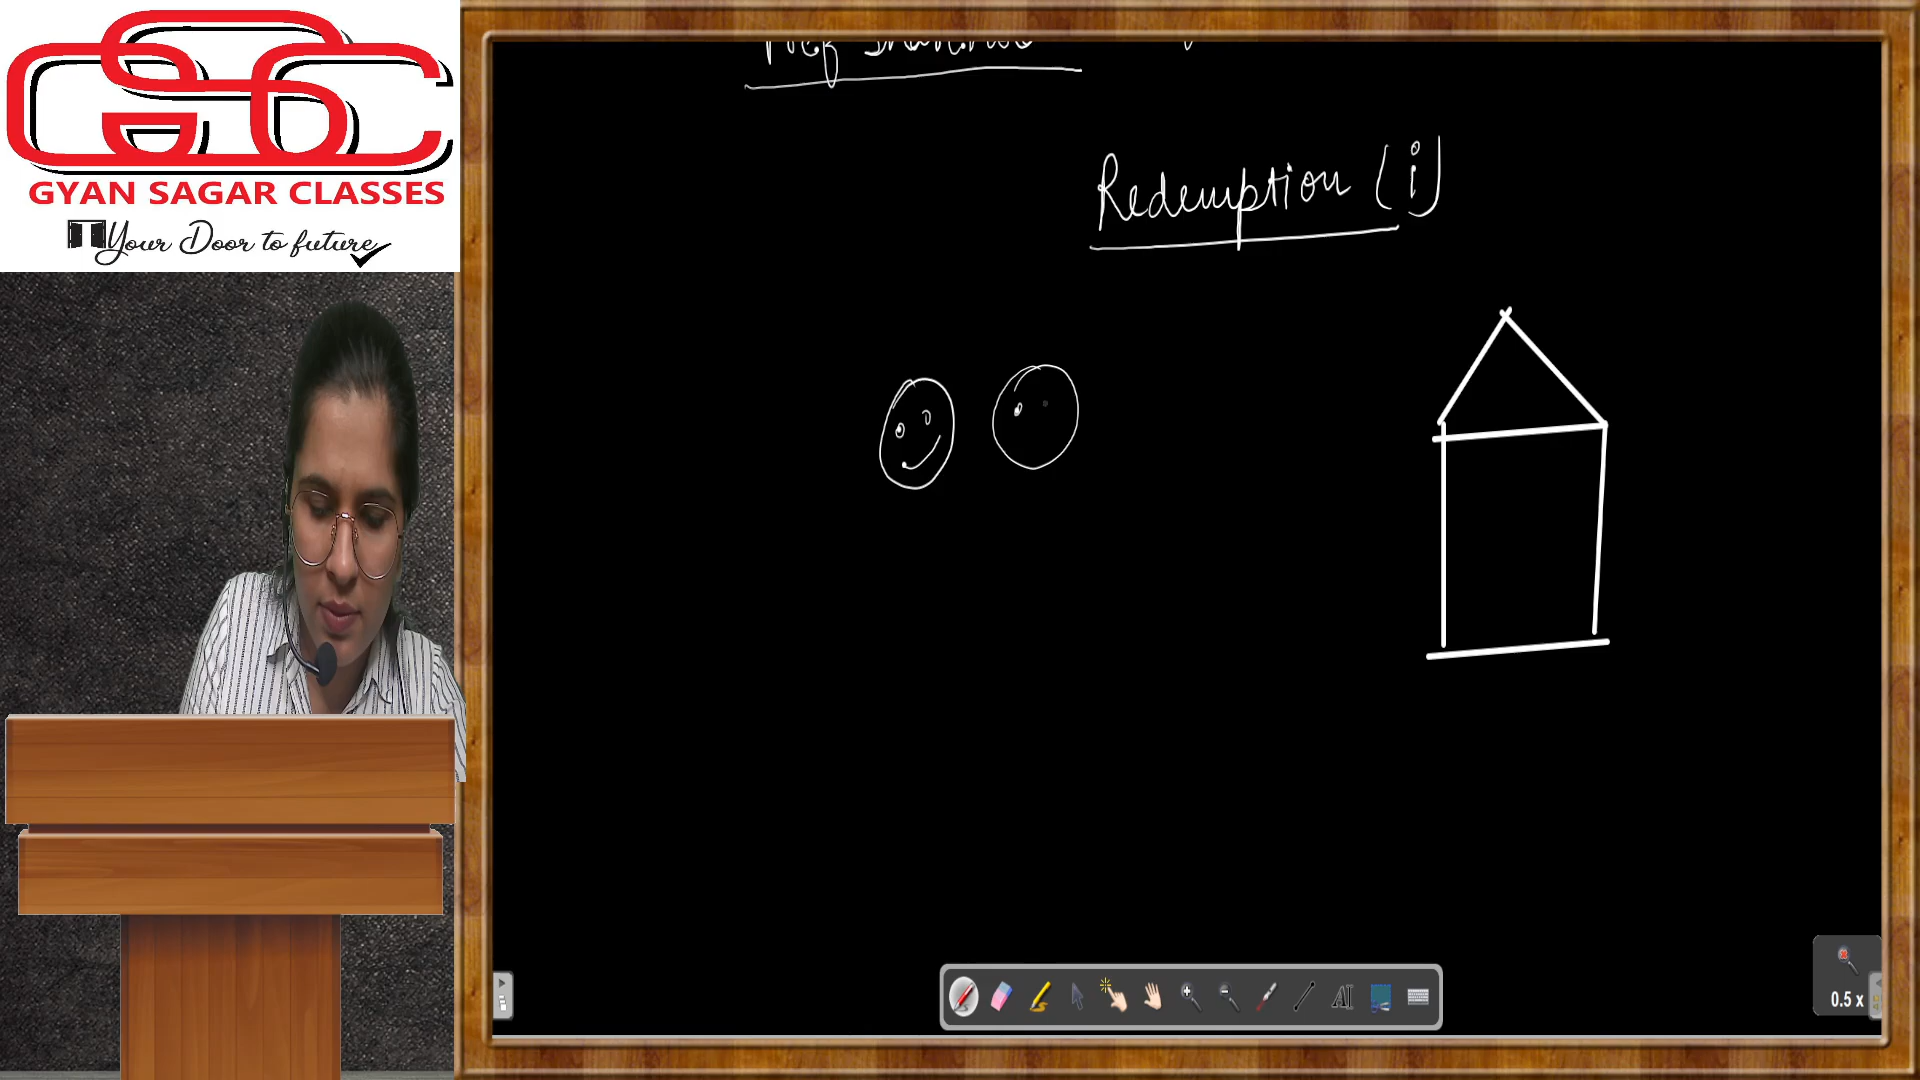 GYAN SAGAR CLASSES
Your Door to future
Redemption (i)
0.5 x